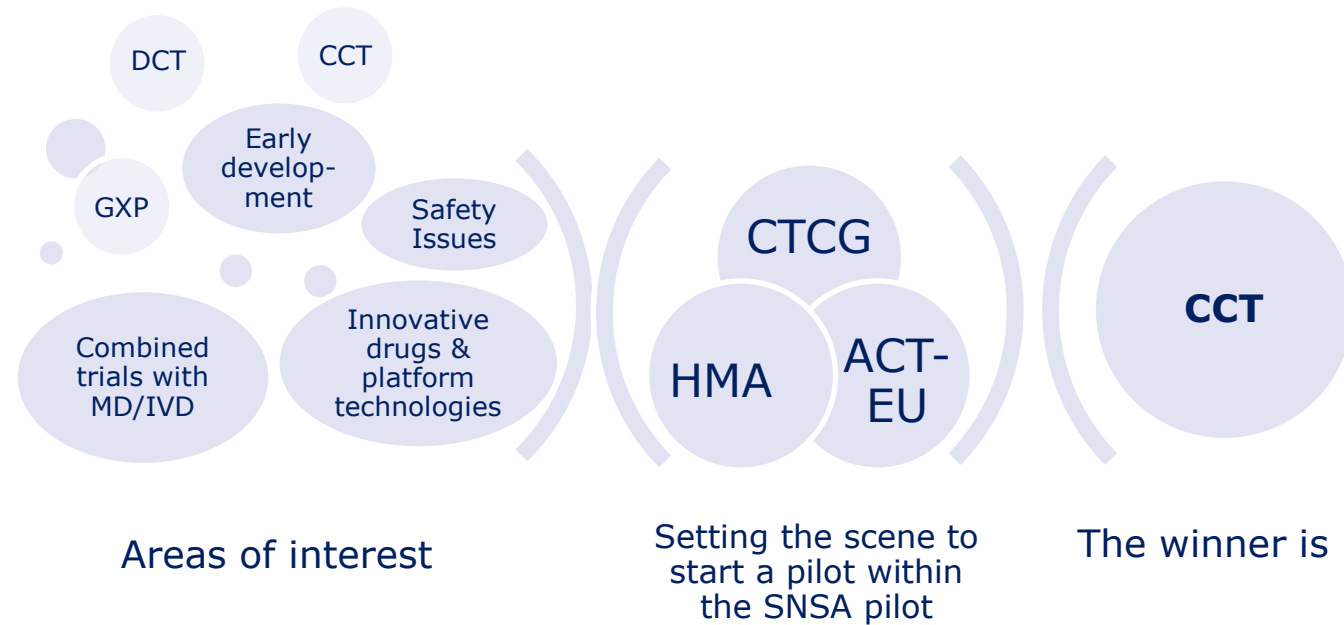 DCT
CCT
Early
develop-
ment
GXP
Safety
Issues
Combined
trials with
MD/IVD
Innovative
drugs &
platform
technologies
Areas of interest
CTCG
HMA
ACT-
EU
Setting the scene to
start a pilot within
the SNSA pilot
CCT
The winner is